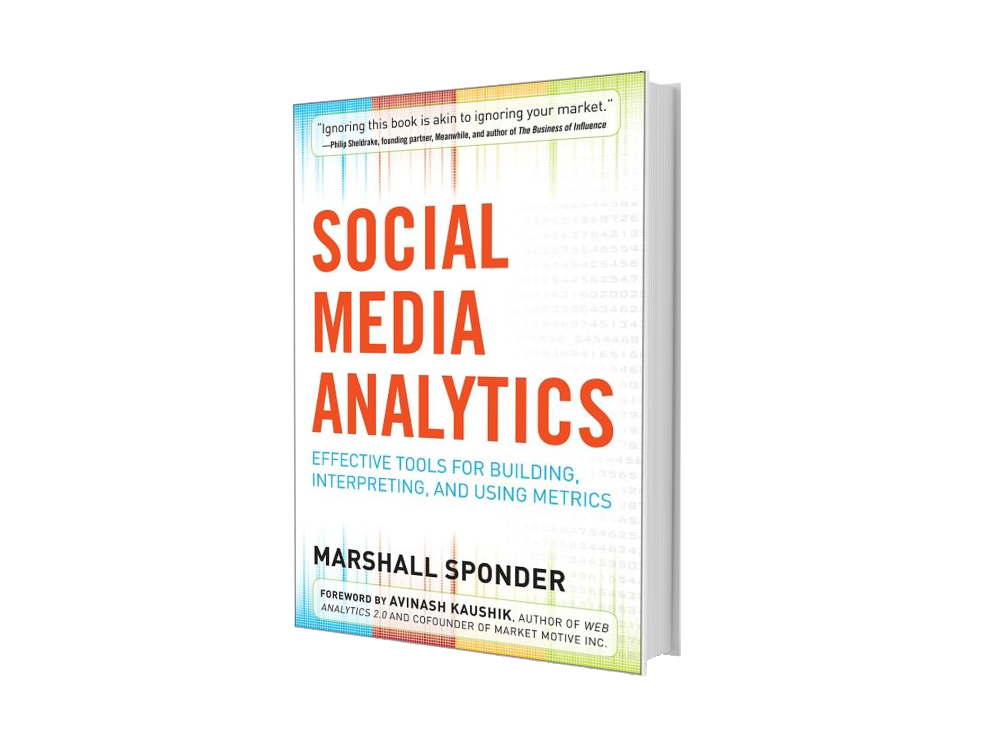 “Ignoring this book is akin to ignoring your market.”
—Philip Sheldrake, founding partner, Meanwhile, and author of The Business of Influence
SOCIAL
MEDIA
ANALYTICS
EFFECTIVE TOOLS FOR BUILDING,
INTERPRETING, AND USING METRICS
MARSHALL SPONDER
FOREWORD BY AVINASH KAUSHIK, AUTHOR OF WEB
ANALYTICS 2.0 AND COFOUNDER OF MARKET MOTIVE INC.